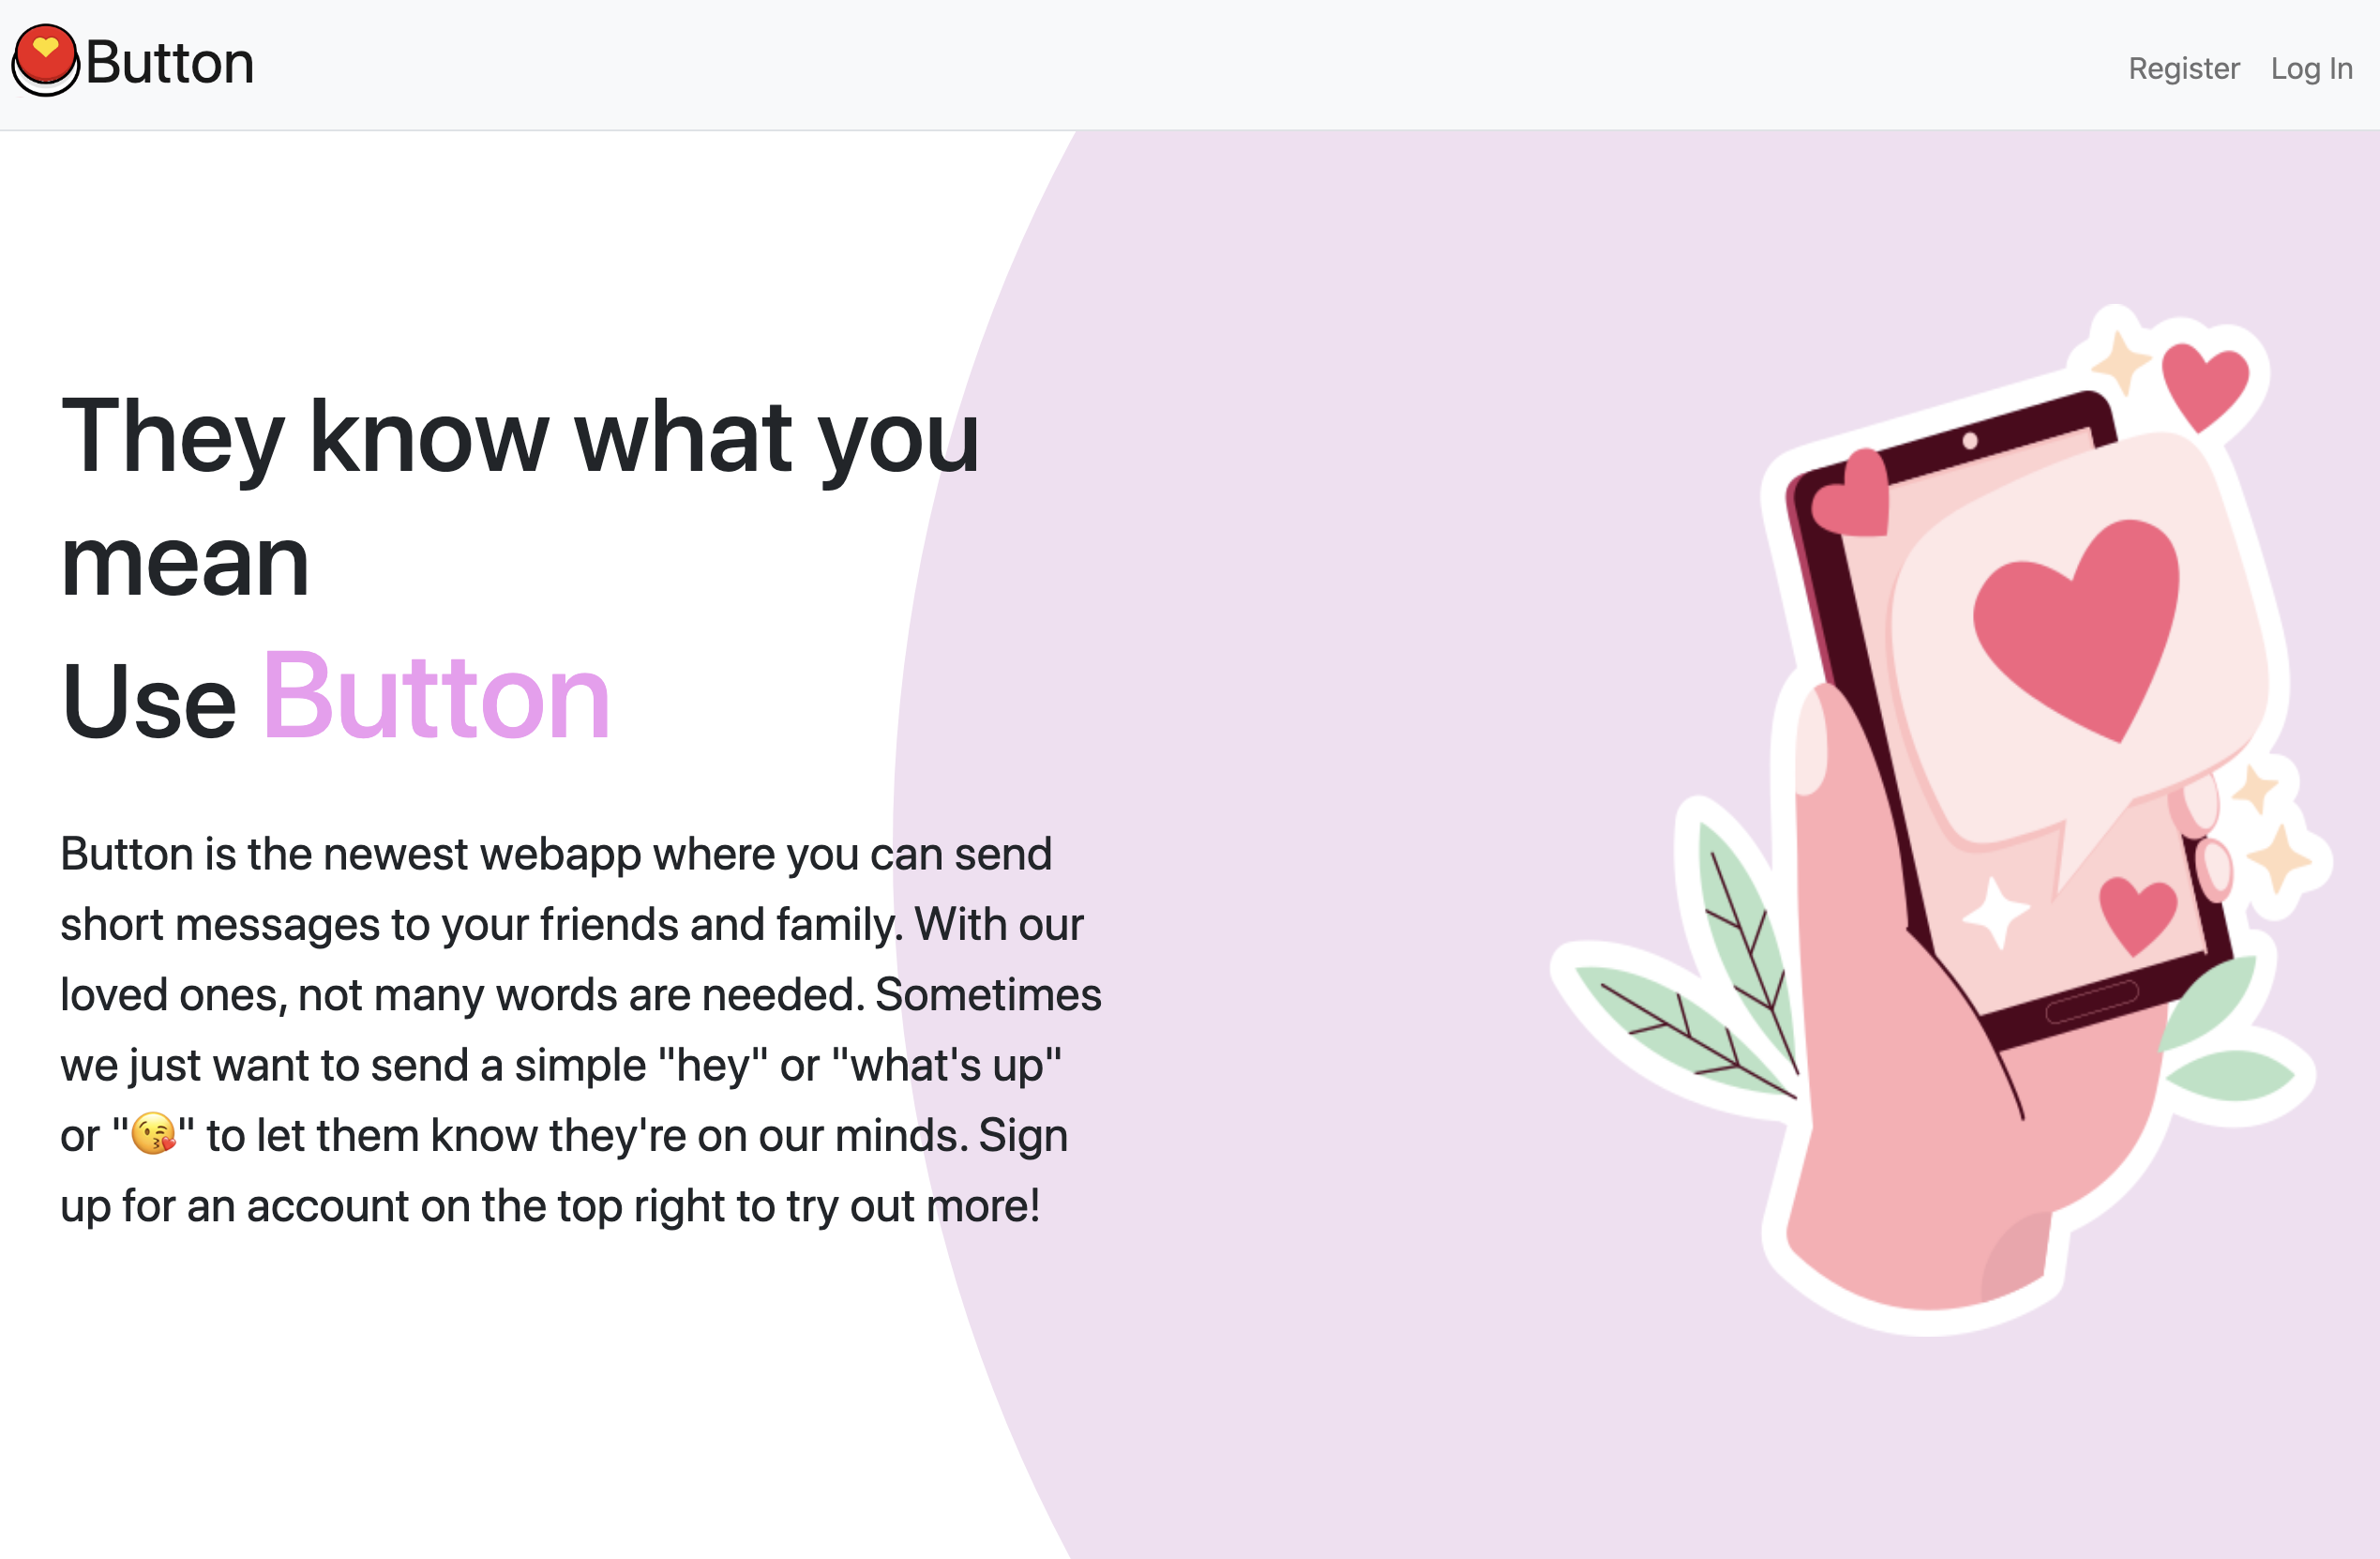 Button
Register Log In
They know what you
mean
Use Button
Button is the newest webapp where you can send
short messages to your friends and family. With our
loved ones, not many words are needed. Sometimes
we just want to send a simple "hey" or "what's up"
or "😘" to let them know they're on our minds. Sign
up for an account on the top right to try out more!